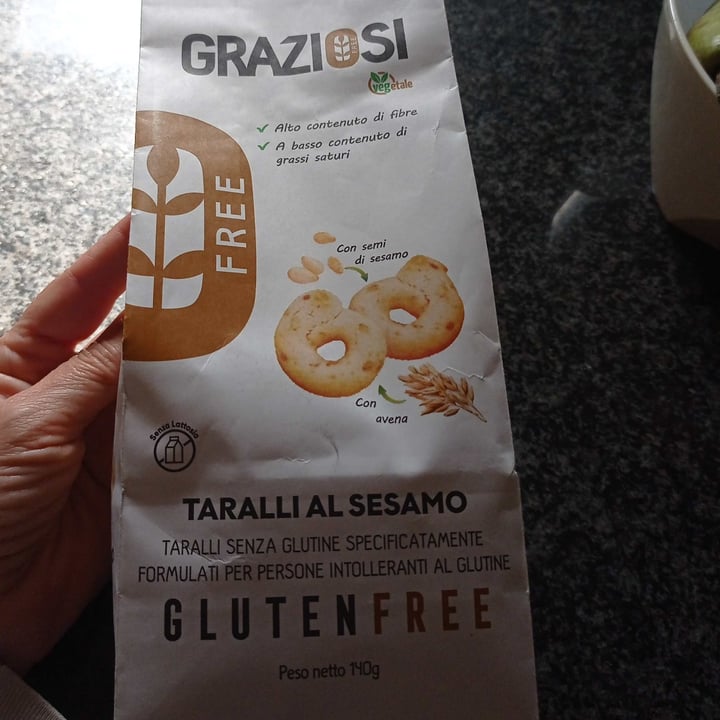 GRAZIOSI
FREE
vegetale
Alto contenuto di fibre
A basso contenuto di
grassi saturi
FREE
Con semi
di sesamo
Con
avena
Senza Lattosio
TARALLI AL SESAMO
TARALLI SENZA GLUTINE SPECIFICATAMENTE
FORMULATI PER PERSONE INTOLLERANTI AL GLUTINE
GLUTENFREE
Peso netto 140g